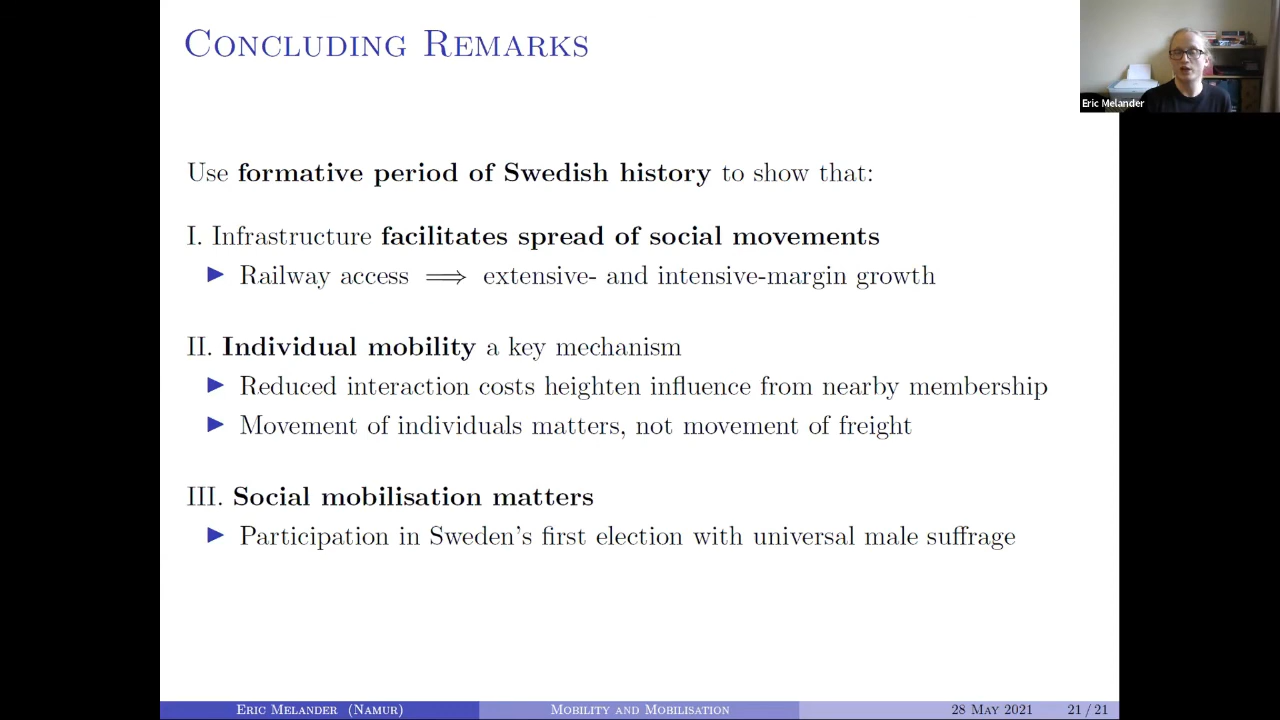 CONCLUDING REMARKS
Eric Melander
Use formative period of Swedish history to show that:
I. Infrastructure facilitates spread of social movements
▶ Railway access ⟹ extensive- and intensive-margin growth
II. Individual mobility a key mechanism
▶ Reduced interaction costs heighten influence from nearby membership
▶ Movement of individuals matters, not movement of freight
III. Social mobilisation matters
▶ Participation in Sweden's first election with universal male suffrage
ERIC MELANDER (NAMUR) MOBILITY AND MOBILISATION 28 MAY 2021 21 / 21